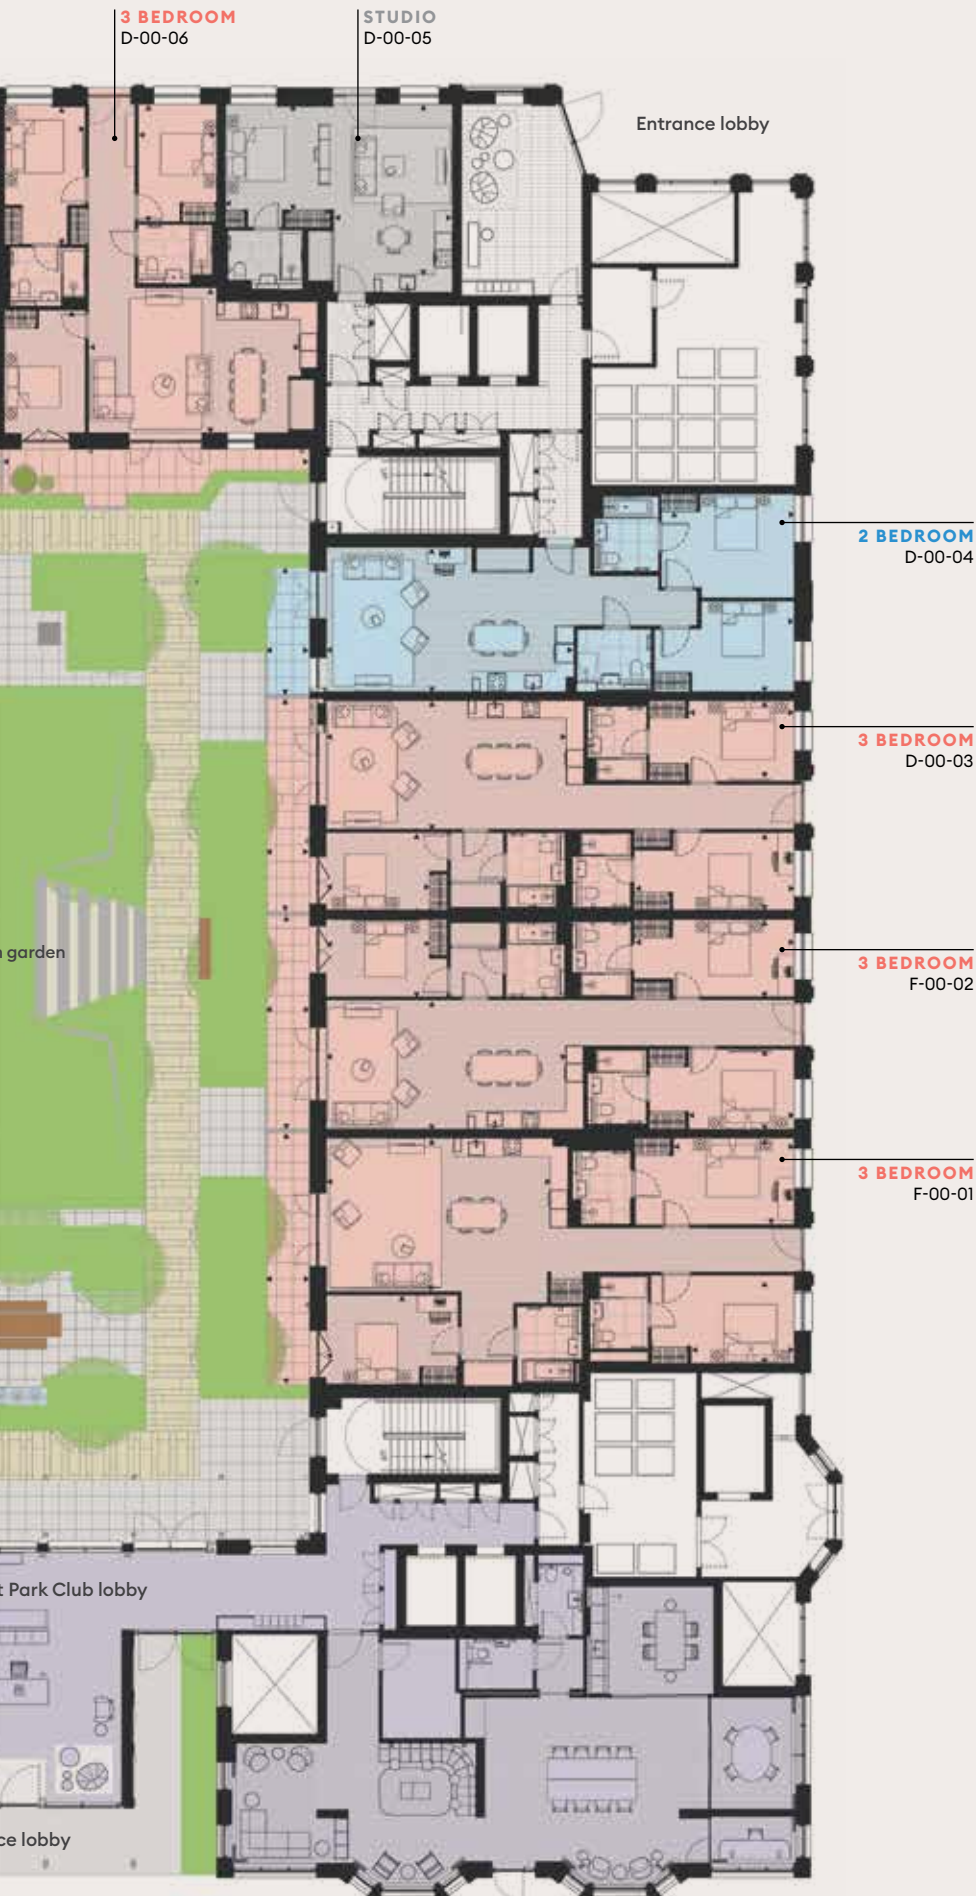 3 BEDROOM
D-00-06
STUDIO
D-00-05
Entrance lobby
2 BEDROOM
D-00-04
3 BEDROOM
D-00-03
garden
3 BEDROOM
F-00-02
3 BEDROOM
F-00-01
t Park Club lobby
ce lobby